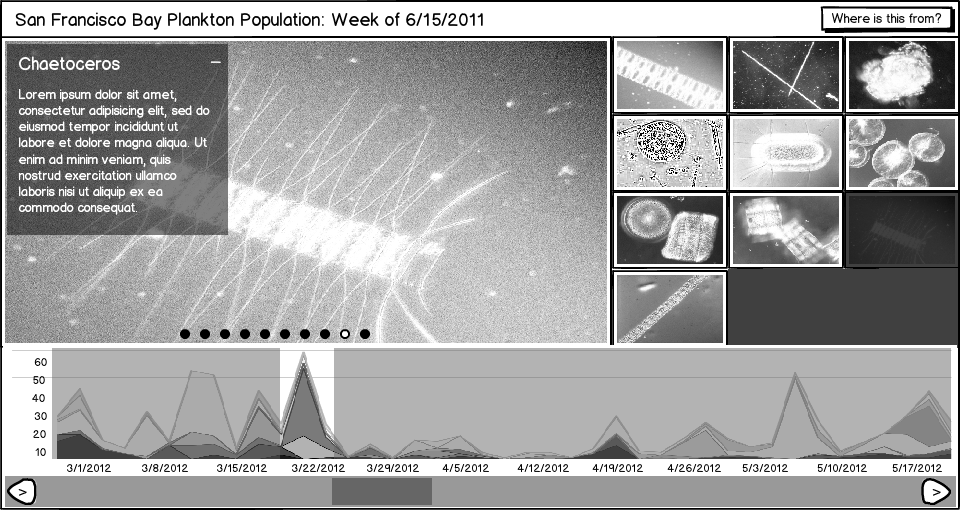 San Francisco Bay Plankton Population: Week of 6/15/2011
Where is this from?
Chaetoceros
–
Lorem ipsum dolor sit amet,
consectetur adipisicing elit, sed do
eiusmod tempor incididunt ut
labore et dolore magna aliqua. Ut
enim ad minim veniam, quis
nostrud exercitation ullamco
laboris nisi ut aliquip ex ea
commodo consequat.
60
50
40
30
20
10
3/1/2012 3/8/2012 3/15/2012 3/22/2012 3/29/2012 4/5/2012 4/12/2012 4/19/2012 4/26/2012 5/3/2012 5/10/2012 5/17/2012
> >